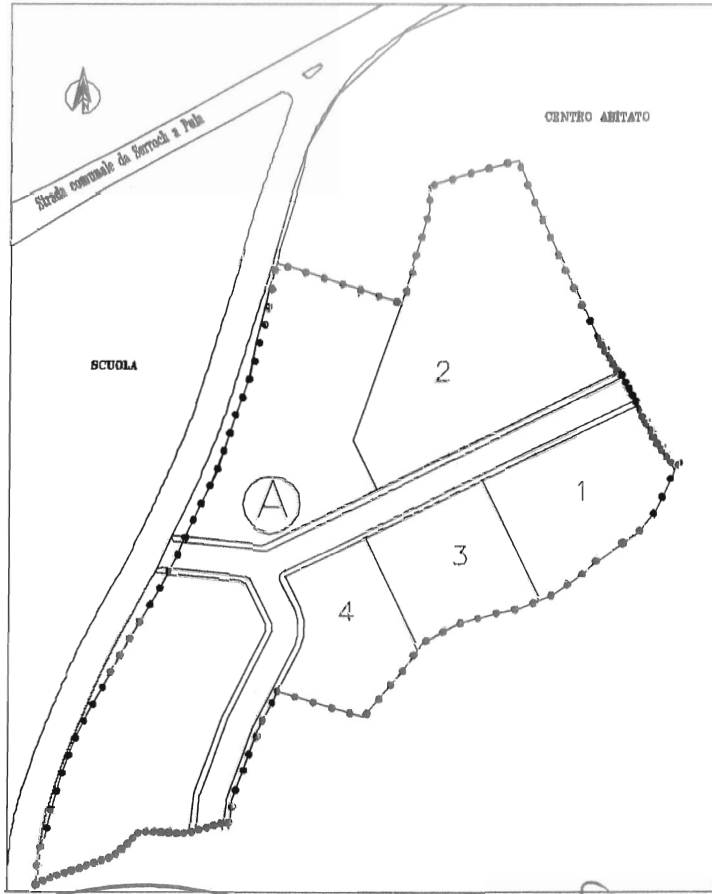 N
CENTRO ABITATO
Strada comunale da Sarroch a Pula
SCUOLA
2
A
1
3
4